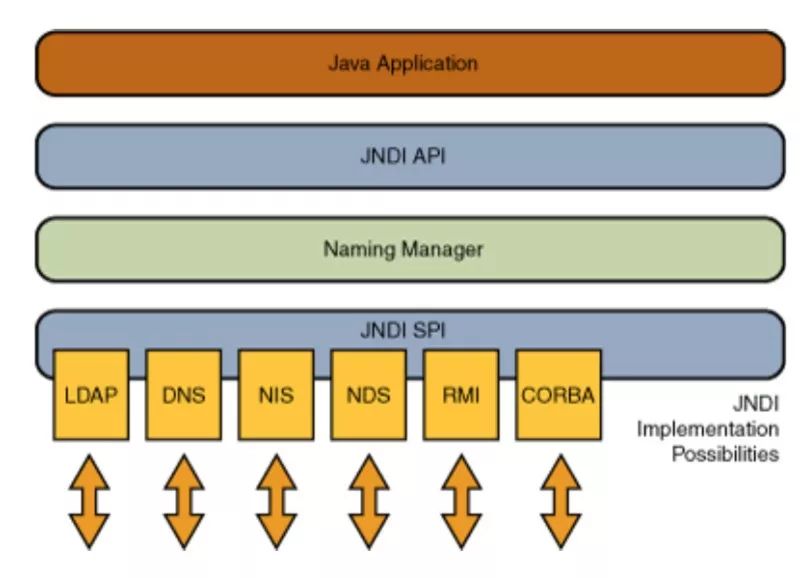 Java Application
JNDI API
Naming Manager
JNDI SPI
LDAP
DNS
NIS
NDS
RMI
CORBA
JNDI
Implementation
Possibilities